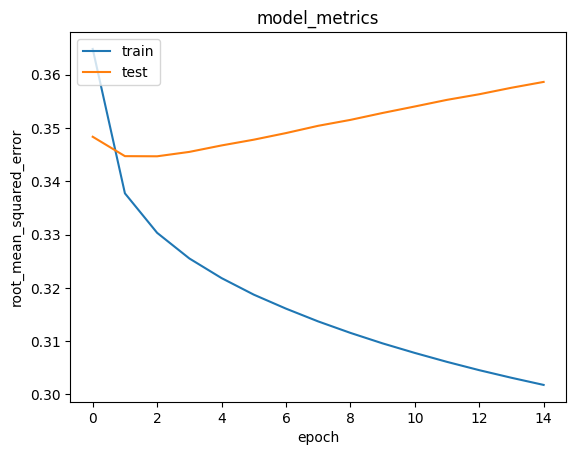 model_metrics
train
test
root_mean_squared_error
0.36
0.35
0.34
0.33
0.32
0.31
0.30
0 2 4 6 8 10 12 14
epoch